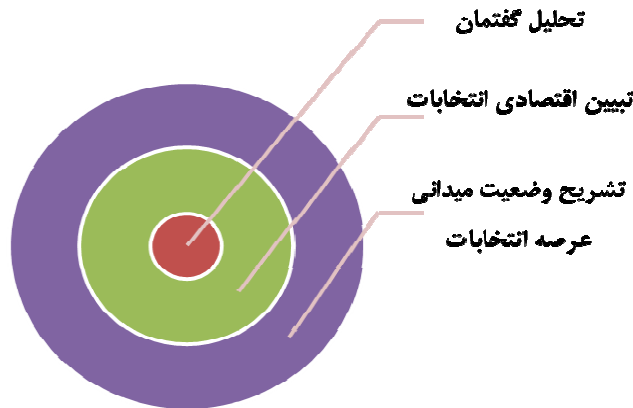 تحلیل گفتمان
تبیین اقتصادی انتخابات
تشریح وضعیت میدانی
عرصه انتخابات